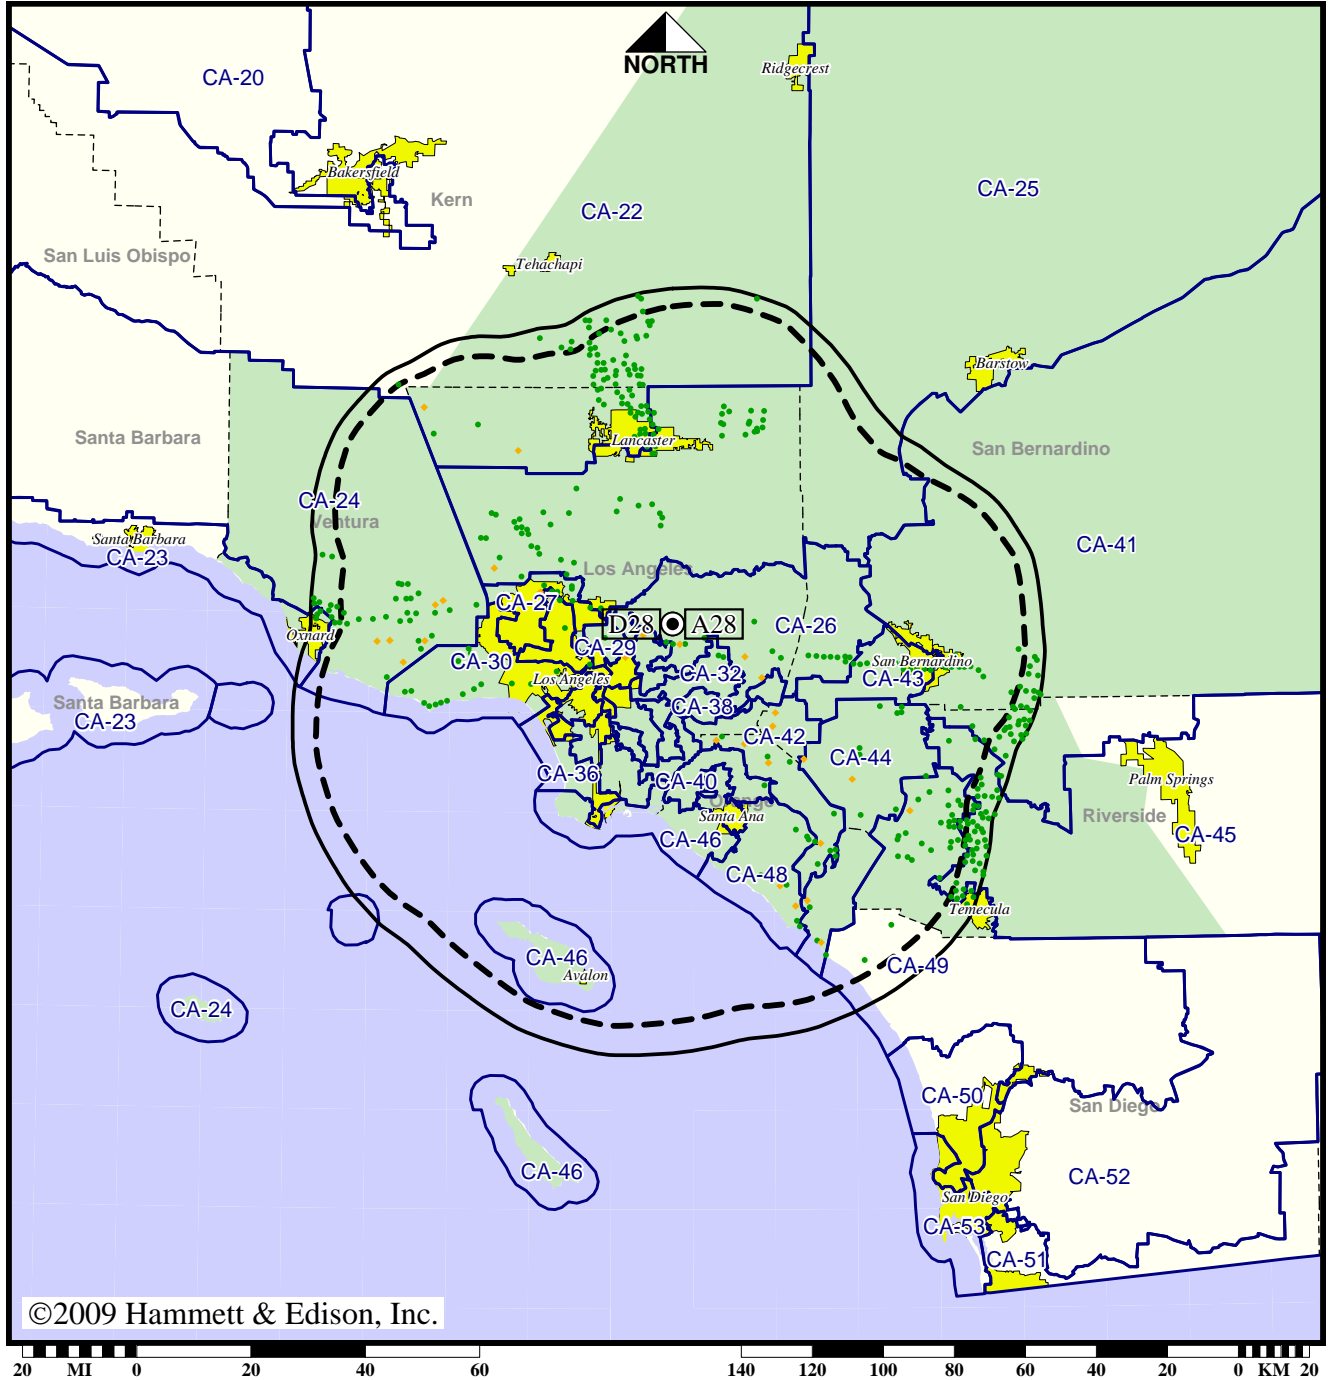 NORTH
Ridgecrest
CA-20
Bakersfield
CA-25
Kern
CA-22
San Luis Obispo
Tehachapi
Barstow
Santa Barbara
Lancaster
San Bernardino
CA-24
Ventura
Santa Barbara
CA-23
CA-41
Los Angeles
CA-27
D28
A28
CA-26
Oxnard
CA-29
CA-30
San Bernardino
CA-32
Los Angeles
CA-43
Santa Barbara
CA-23
CA-38
CA-42
CA-44
CA-36
CA-40
Palm Springs
Orange
Santa Ana
Riverside
CA-46
CA-45
CA-48
Temecula
CA-46
Avalon
CA-49
CA-24
CA-50
San Diego
CA-46
CA-52
San Diego
CA-53
CA-51
©2009 Hammett & Edison, Inc.
20 MI 0 20 40 60 140 120 100 80 60 40 20 0 KM 20